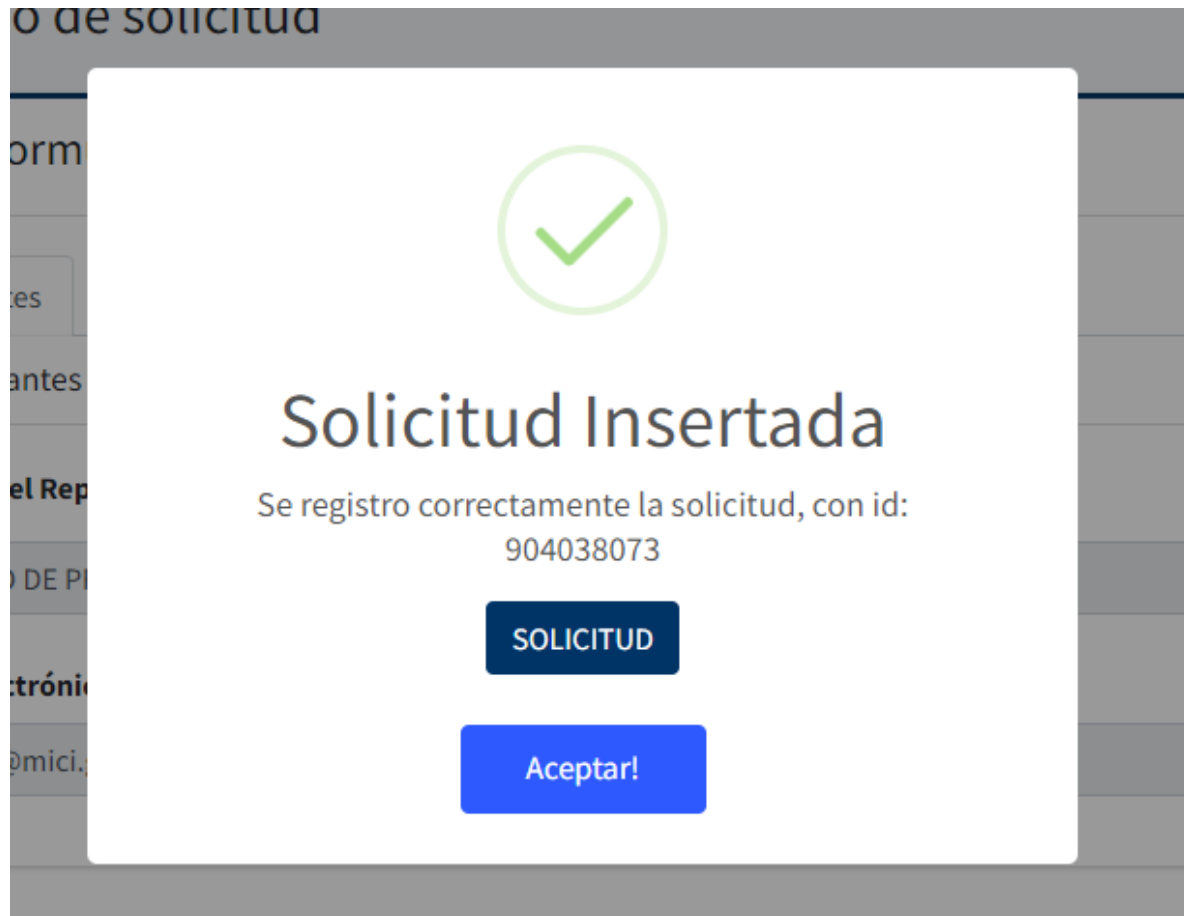 o de solicitud
orm
tes
antes
el Rep
Solicitud Insertada
Se registro correctamente la solicitud, con id:
904038073
DE P
SOLICITUD
ctróni
@mici.
Aceptar!